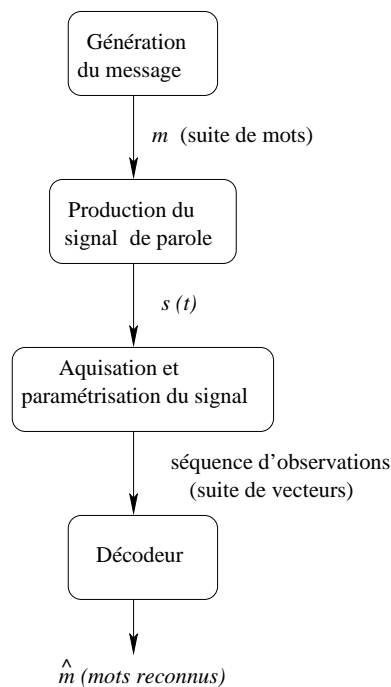 Génération
du message
m (suite de mots)
Production du
signal de parole
s (t)
Aquisation et
paramétrisation du signal
séquence d'observations
(suite de vecteurs)
Décodeur
m̂ (mots reconnus)